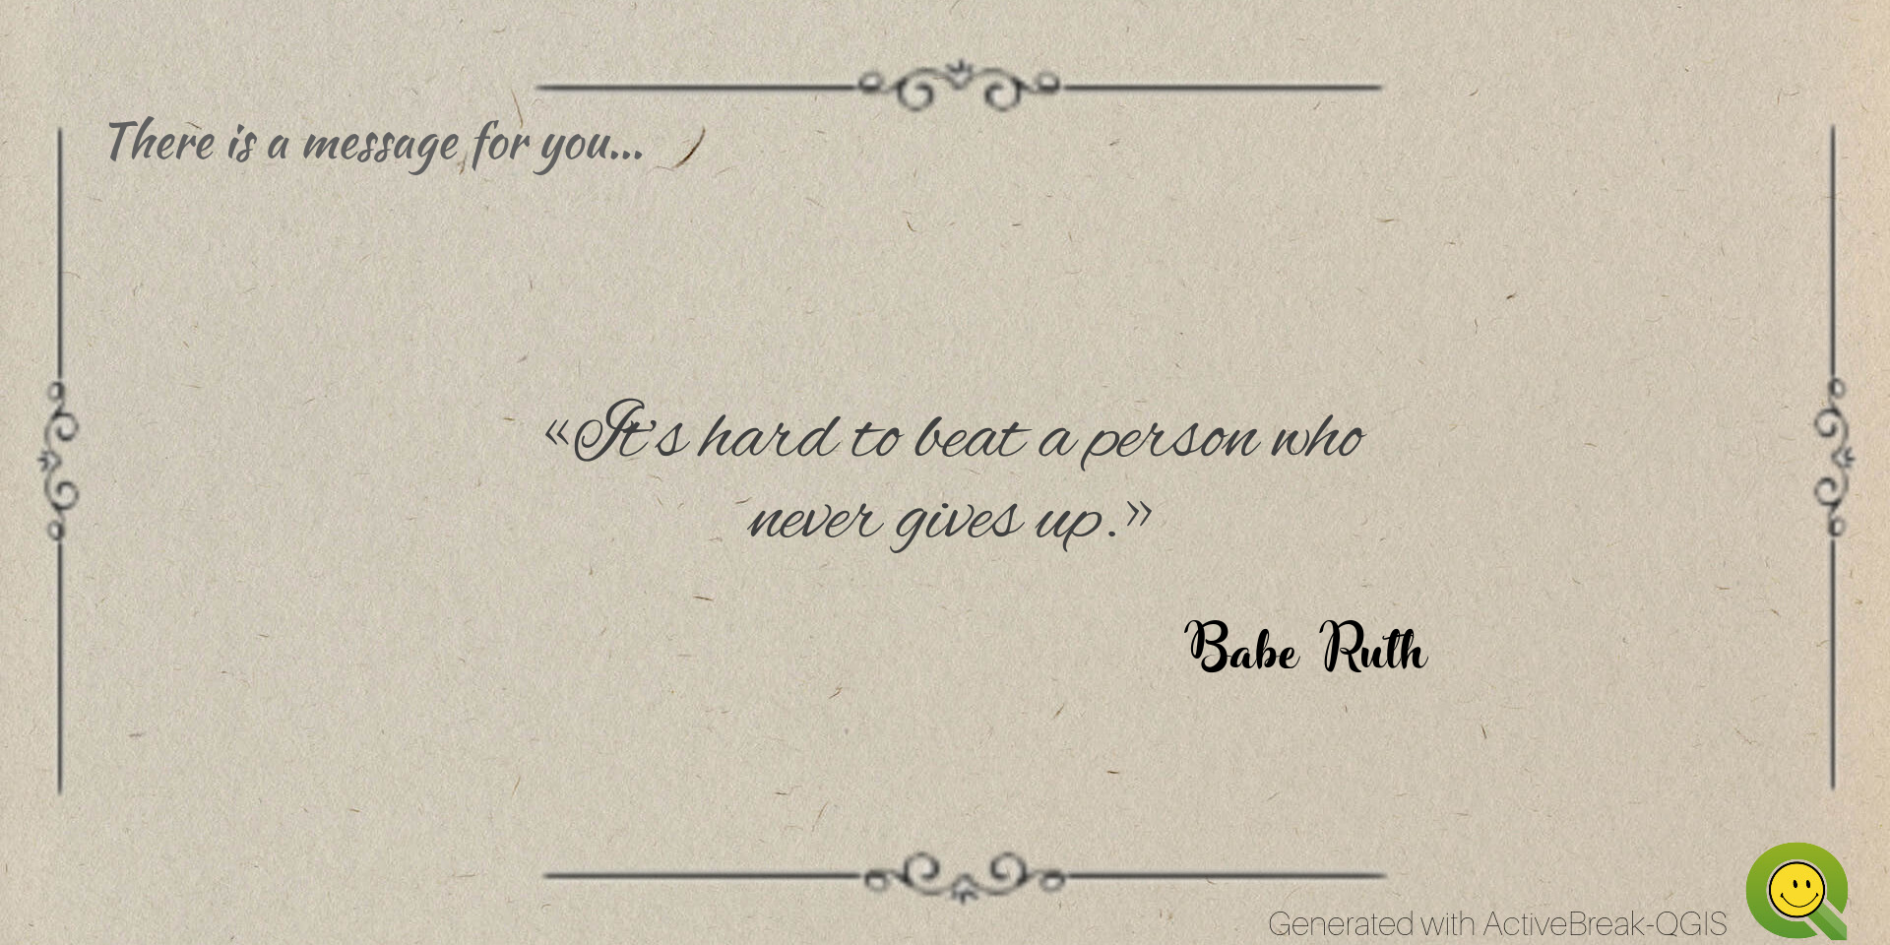 There is a message for you...
«It's hard to beat a person who
never gives up.»
Babe Ruth
Generated with ActiveBreak-QGIS